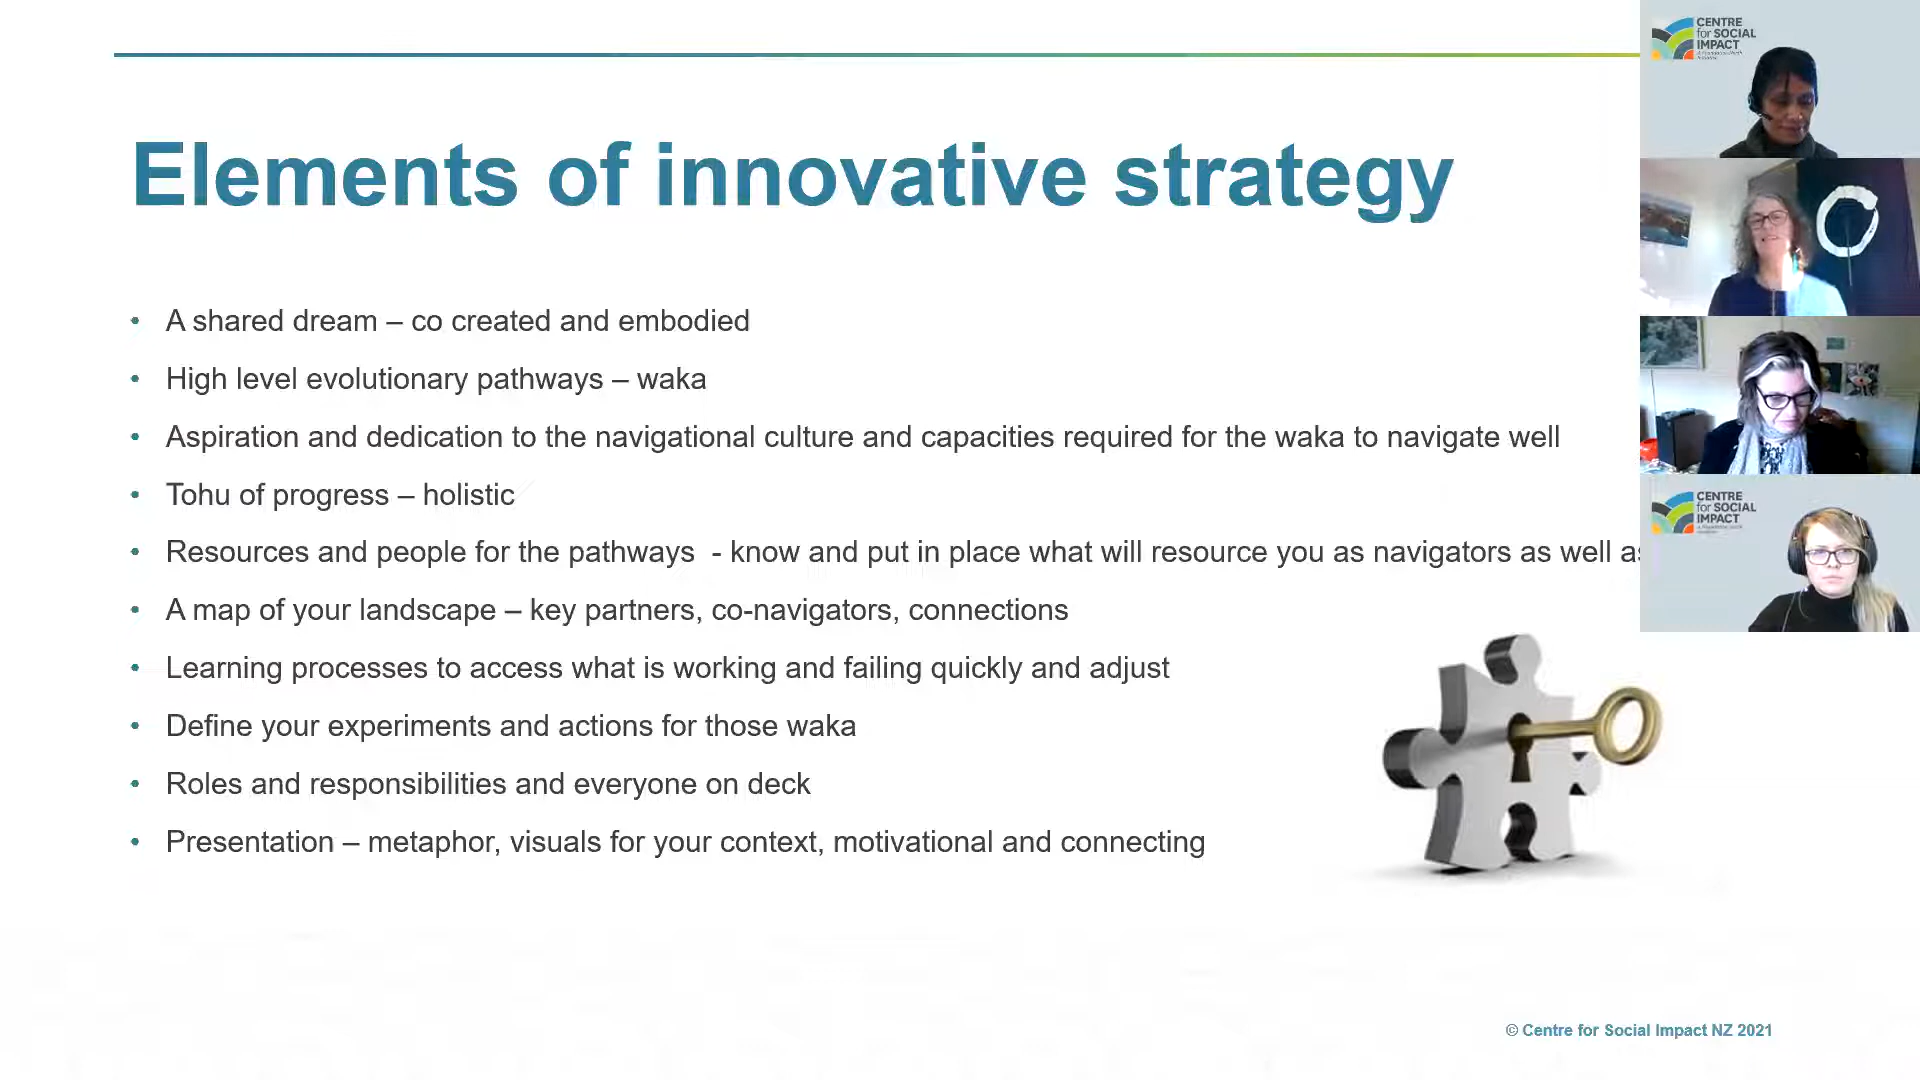 Elements of innovative strategy
• A shared dream – co created and embodied
• High level evolutionary pathways – waka
• Aspiration and dedication to the navigational culture and capacities required for the waka to navigate well
• Tohu of progress – holistic
• Resources and people for the pathways  - know and put in place what will resource you as navigators as well as
• A map of your landscape – key partners, co-navigators, connections
• Learning processes to access what is working and failing quickly and adjust
• Define your experiments and actions for those waka
• Roles and responsibilities and everyone on deck
• Presentation – metaphor, visuals for your context, motivational and connecting
© Centre for Social Impact NZ 2021
CENTRE
for SOCIAL
IMPACT
CENTRE
for SOCIAL
IMPACT